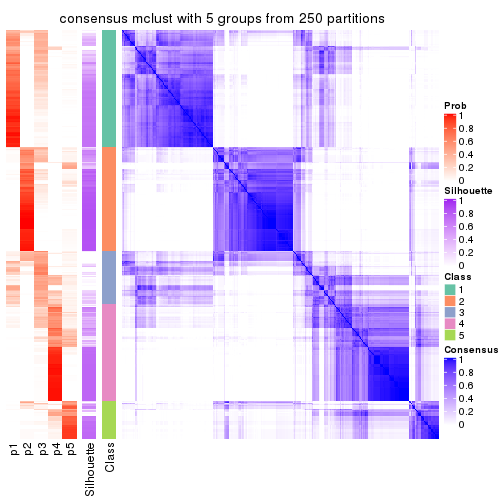 consensus mclust with 5 groups from 250 partitions
Prob
1
0.8
0.6
0.4
0.2
0
Silhouette
1
0.8
0.6
0.4
0.2
0
Class
1
2
3
4
5
Consensus
1
0.8
0.6
0.4
0.2
0
p1
p2
p3
p4
p5
Silhouette
Class